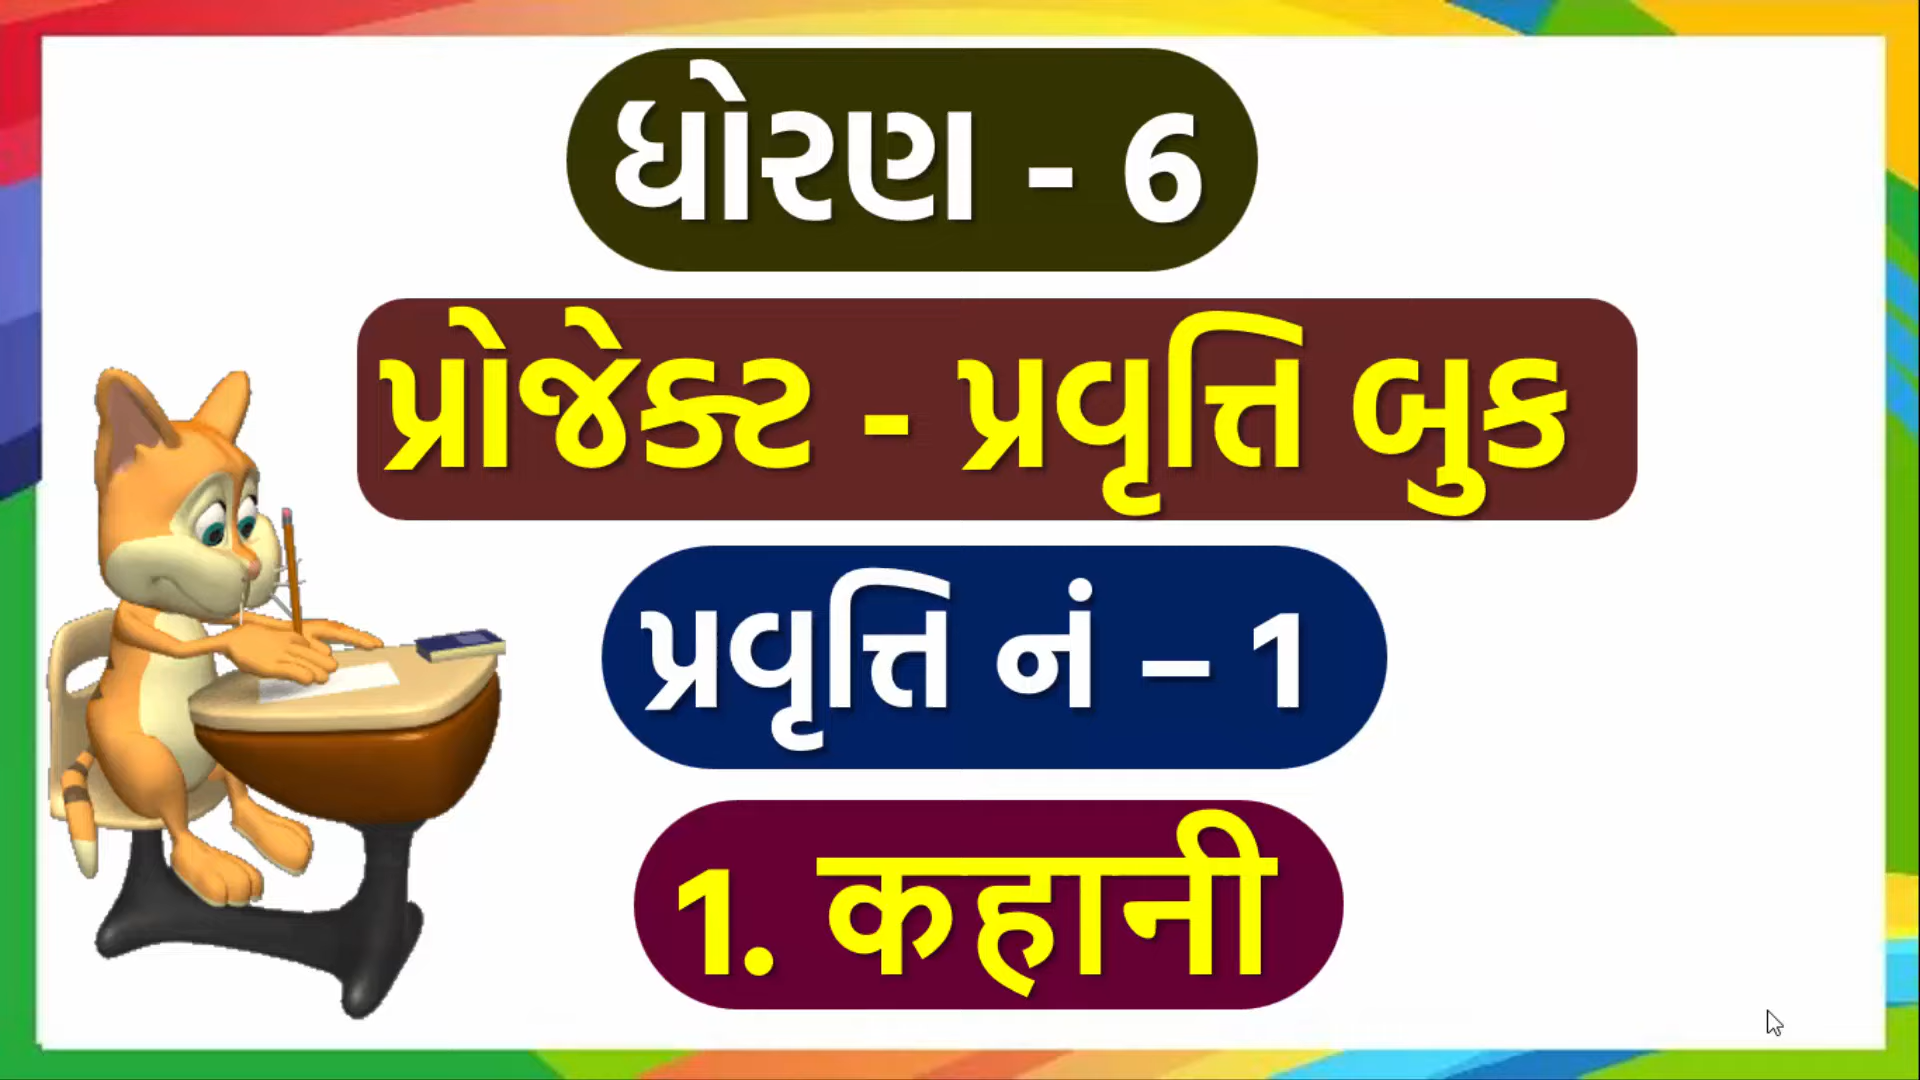 ધોરણ - 6
પ્રોજેક્ટ - પ્રવૃત્તિ બુક
પ્રવૃત્તિ નં – 1
1. कहानी